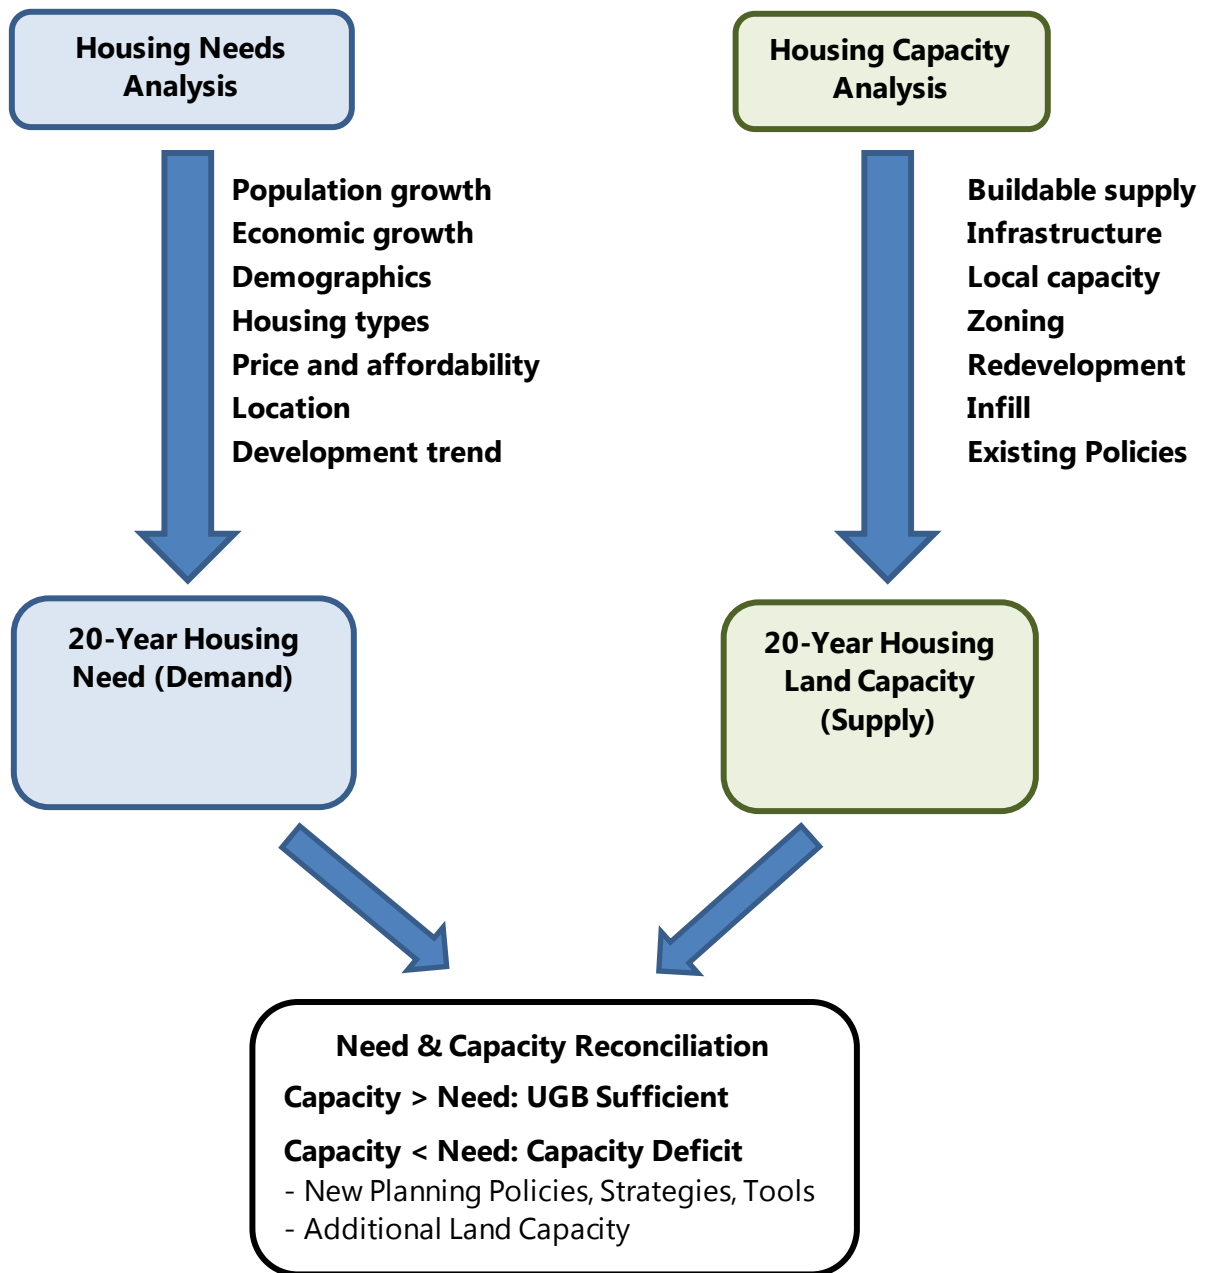 Housing Needs
Analysis
Housing Capacity
Analysis
Population growth
Economic growth
Demographics
Housing types
Price and affordability
Location
Development trend
Buildable supply
Infrastructure
Local capacity
Zoning
Redevelopment
Infill
Existing Policies
20-Year Housing
Need (Demand)
20-Year Housing
Land Capacity
(Supply)
Need & Capacity Reconciliation
Capacity > Need: UGB Sufficient
Capacity < Need: Capacity Deficit
- New Planning Policies, Strategies, Tools
- Additional Land Capacity